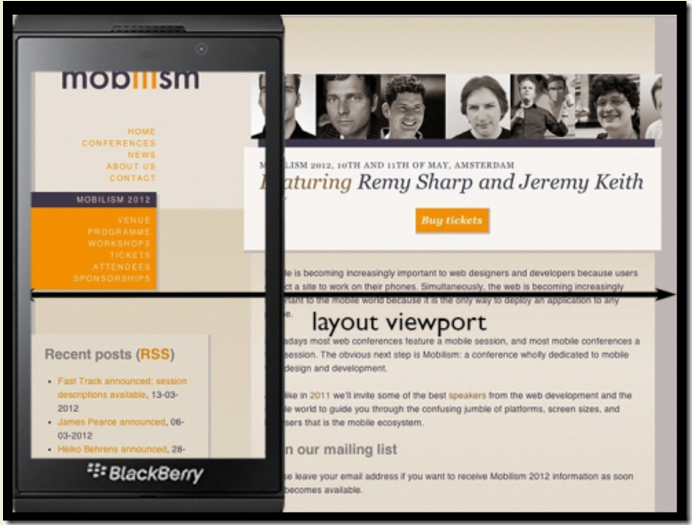 mobilism
HOME
CONFERENCES
NEWS
ABOUT US
CONTACT
MOBILISM 2012
VENUE
PROGRAMME
WORKSHOPS
TICKETS
ATTENDEES
SPONSORSHIPS
Recent posts (RSS)
Fast Track announced: session
descriptions available, 13-03-
2012
James Pearce announced, 06-
03-2012
Heiko Behrens announced, 28-
BlackBerry
MOBILISM 2012, 10TH AND 11TH OF MAY, AMSTERDAM
Featuring Remy Sharp and Jeremy Keith
Buy tickets
is becoming increasingly important to web designers and developers because users
a site to work on their phones. Simultaneously, the web is becoming increasingly
to the mobile world because it is the only way to deploy an application to any
layout viewport
most web conferences feature a mobile session, and most mobile conferences a
session. The obvious next step is Mobilism: a conference wholly dedicated to mobile
design and development.
like in 2011 we'll invite some of the best speakers from the web development and the
world to guide you through the confusing jumble of platforms, screen sizes, and
that is the mobile ecosystem.
n our mailing list
leave your email address if you want to receive Mobilism 2012 information as soon
becomes available.